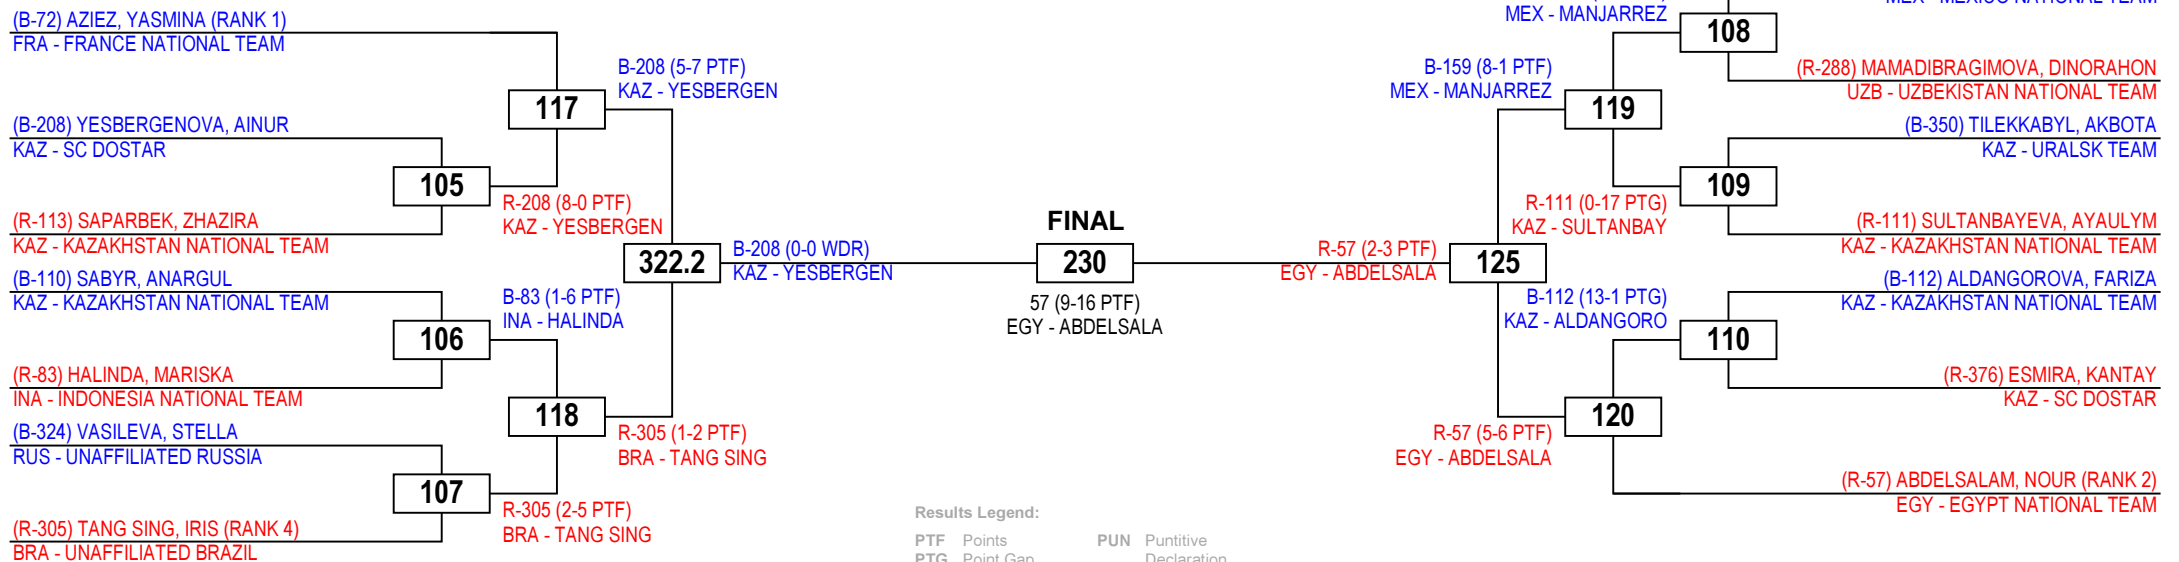 (B-72) AZIEZ, YASMINA (RANK 1)
FRA - FRANCE NATIONAL TEAM
117
B-208 (5-7 PTF)
KAZ - YESBERGEN
(B-208) YESBERGENOVA, AINUR
KAZ - SC DOSTAR
105
R-208 (8-0 PTF)
KAZ - YESBERGEN
(R-113) SAPARBEK, ZHAZIRA
KAZ - KAZAKHSTAN NATIONAL TEAM
322.2
B-208 (0-0 WDR)
KAZ - YESBERGEN
(B-110) SABYR, ANARGUL
KAZ - KAZAKHSTAN NATIONAL TEAM
106
B-83 (1-6 PTF)
INA - HALINDA
(R-83) HALINDA, MARISKA
INA - INDONESIA NATIONAL TEAM
118
R-305 (1-2 PTF)
BRA - TANG SING
(B-324) VASILEVA, STELLA
RUS - UNAFFILIATED RUSSIA
107
R-305 (2-5 PTF)
BRA - TANG SING
(R-305) TANG SING, IRIS (RANK 4)
BRA - UNAFFILIATED BRAZIL
FINAL
230
57 (9-16 PTF)
EGY - ABDELSALA
MEX - MANJARREZ
108
(R-288) MAMADIBRAGIMOVA, DINORAHON
UZB - UZBEKISTAN NATIONAL TEAM
B-159 (8-1 PTF)
MEX - MANJARREZ
119
(B-350) TILEKKABYL, AKBOTA
KAZ - URALSK TEAM
109
R-111 (0-17 PTG)
KAZ - SULTANBAY
(R-111) SULTANBAYEVA, AYAULYM
KAZ - KAZAKHSTAN NATIONAL TEAM
R-57 (2-3 PTF)
EGY - ABDELSALA
125
(B-112) ALDANGOROVA, FARIZA
KAZ - KAZAKHSTAN NATIONAL TEAM
B-112 (13-1 PTG)
KAZ - ALDANGORO
110
(R-376) ESMIRA, KANTAY
KAZ - SC DOSTAR
120
R-57 (5-6 PTF)
EGY - ABDELSALA
(R-57) ABDELSALAM, NOUR (RANK 2)
EGY - EGYPT NATIONAL TEAM
Results Legend:
PTF Points PUN Puntitive
PTG Point Gap Declaration